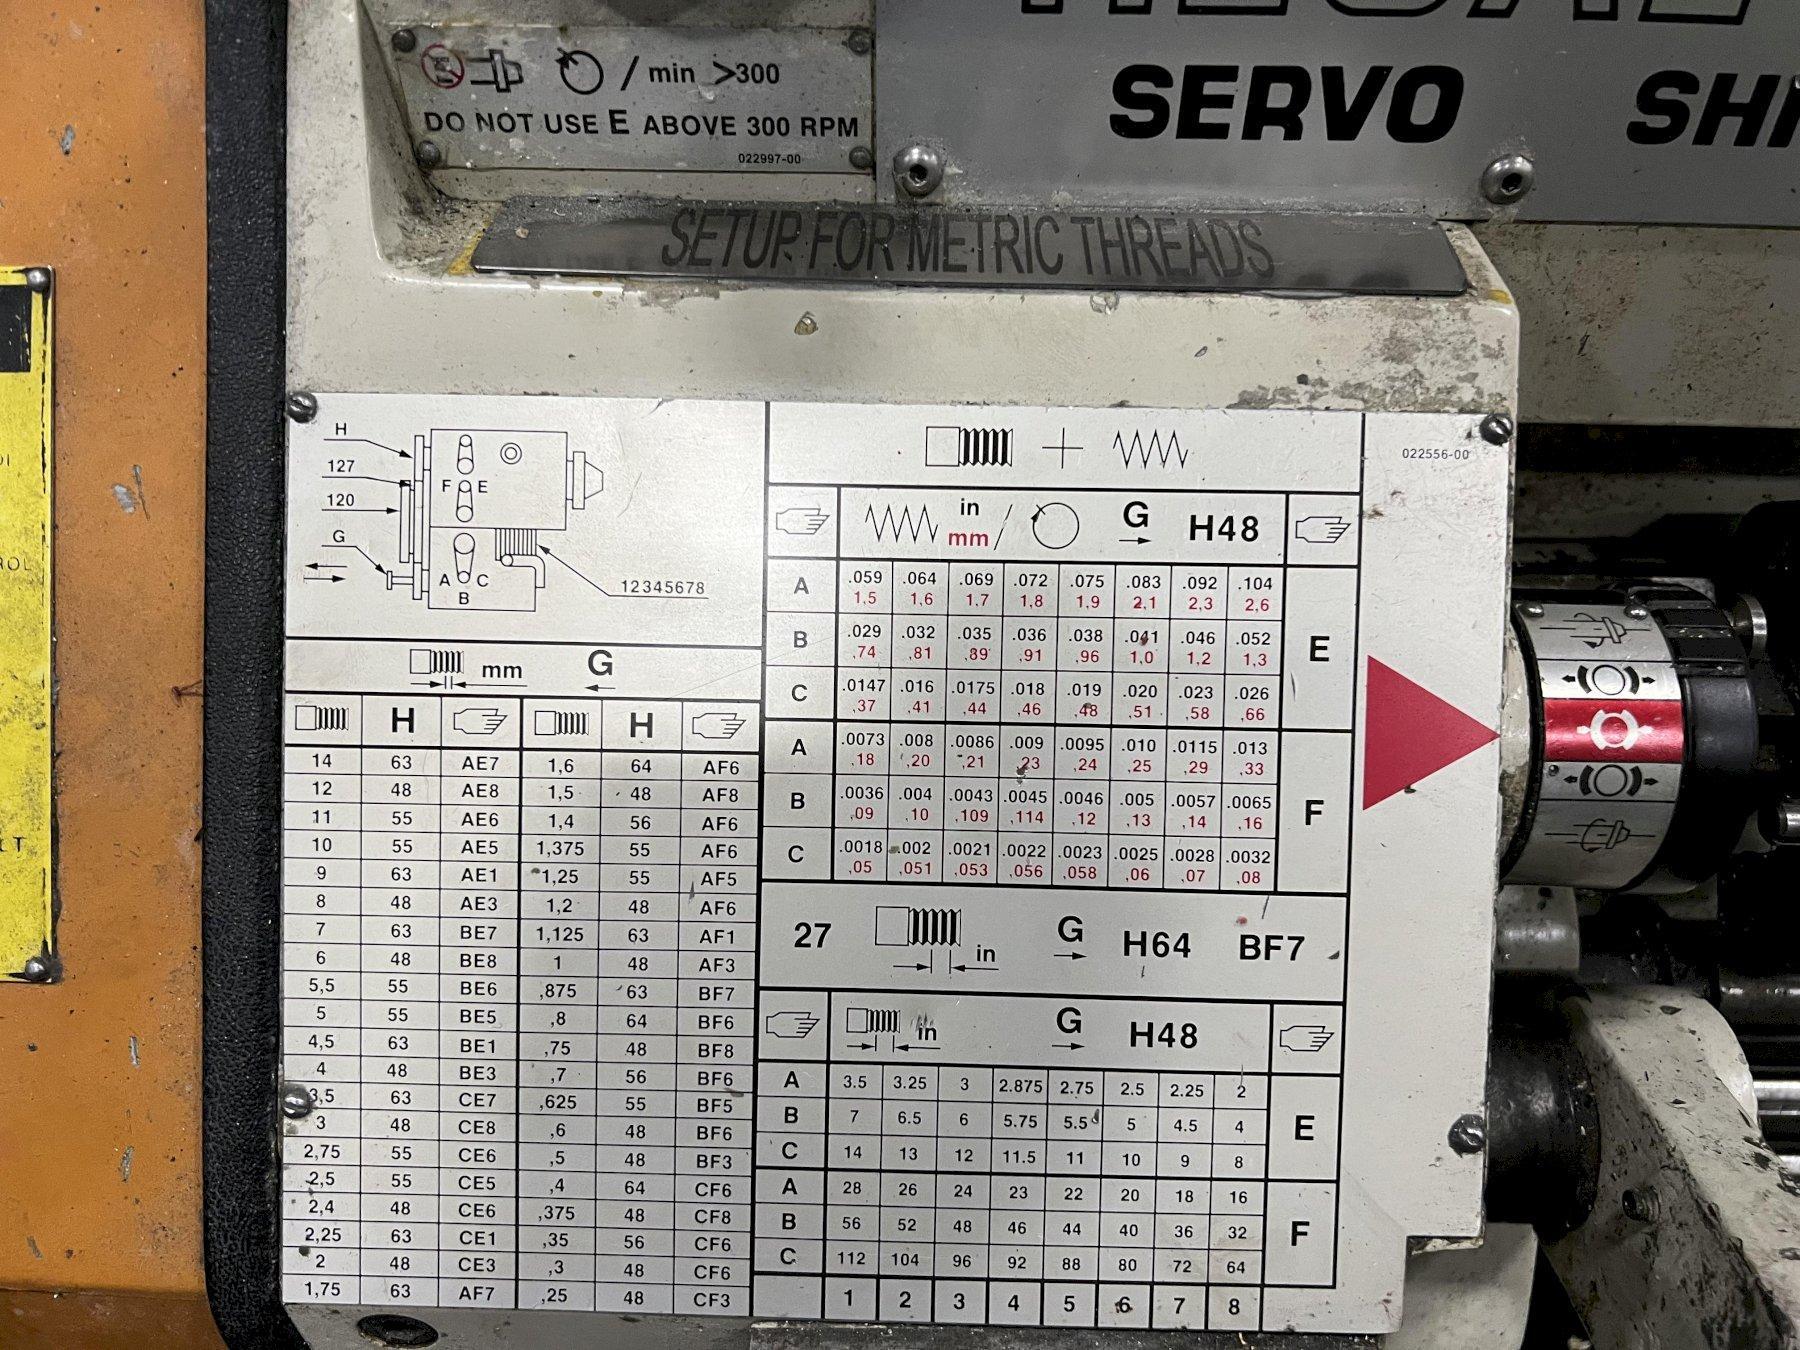 / min >300
DO NOT USE E ABOVE 300 RPM
022997-00
SERVO
SETUP FOR METRIC THREADS
H
127
120
G
F E
A C
B
12345678
mm G
H H
14 63 AE7 1,6 64 AF6
12 48 AE8 1,5 48 AF8
11 55 AE6 1,4 56 AF6
10 55 AE5 1,375 55 AF6
9 63 AE1 1,25 55 AF5
8 48 AE3 1,2 48 AF6
7 63 BE7 1,125 63 AF1
6 48 BE8 1 48 AF3
5,5 55 BE6 ,875 63 BF7
5 55 BE5 ,8 64 BF6
4,5 63 BE1 ,75 48 BF8
4 48 BE3 ,7 56 BF6
3,5 63 CE7 ,625 55 BF5
3 48 CE8 ,6 48 BF6
2,75 55 CE6 ,5 48 BF3
2,5 55 CE5 ,4 64 CF6
2,4 48 CE6 ,375 48 CF8
2,25 63 CE1 ,35 56 CF6
2 48 CE3 ,3 48 CF6
1,75 63 AF7 ,25 48 CF3
022556-00
in
mm / G H48
A .059 .064 .069 .072 .075 .083 .092 .104
1,5 1,6 1,7 1,8 1,9 2,1 2,3 2,6
B .029 .032 .035 .036 .038 .041 .046 .052 E
,74 ,81 ,89 ,91 ,96 1,0 1,2 1,3
C .0147 .016 .0175 .018 .019 .020 .023 .026
,37 ,41 ,44 ,46 ,48 ,51 ,58 ,66
A .0073 .008 .0086 .009 .0095 .010 .0115 .013
,18 ,20 ,21 ,23 ,24 ,25 ,29 ,33
B .0036 .004 .0043 .0045 .0046 .005 .0057 .0065 F
,09 ,10 ,109 ,114 ,12 ,13 ,14 ,16
C .0018 .002 .0021 .0022 .0023 .0025 .0028 .0032
,05 ,051 ,053 ,056 ,058 ,06 ,07 ,08
27 in G H64 BF7
in G H48
A 3.5 3.25 3 2.875 2.75 2.5 2.25 2
B 7 6.5 6 5.75 5.5 5 4.5 4 E
C 14 13 12 11.5 11 10 9 8
A 28 26 24 23 22 20 18 16
B 56 52 48 46 44 40 36 32 F
C 112 104 96 92 88 80 72 64
1 2 3 4 5 6 7 8